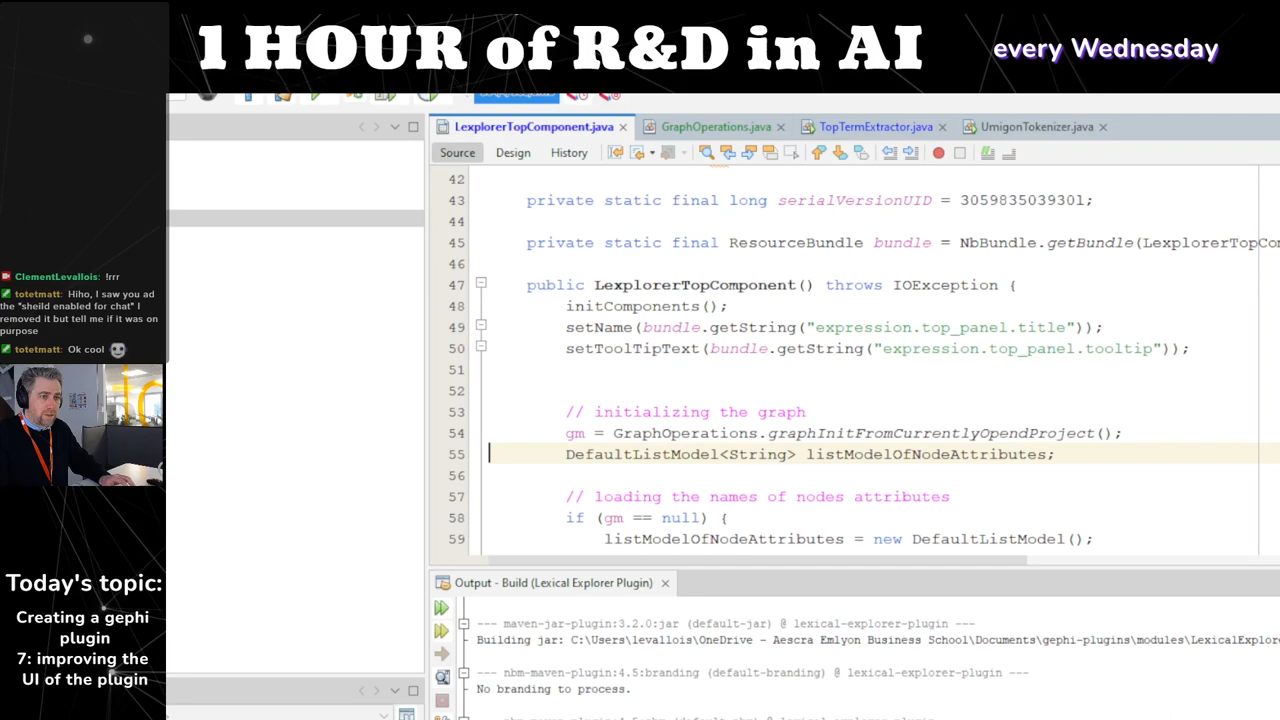 1 HOUR of R&D in AI
every Wednesday
LexplorerTopComponent.java
GraphOperations.java
TopTermExtractor.java
UmigonTokenizer.java
Source
Design
History
42
43 private static final long serialVersionUID = 30598350393​0l;
44
45 private static final ResourceBundle bundle = NbBundle.getBundle(LexplorerTopCo
46
47 public LexplorerTopComponent() throws IOException {
48 initComponents();
49 setName(bundle.getString("expression.top_panel.title"));
50 setToolTipText(bundle.getString("expression.top_panel.tooltip"));
51
52
53 // initializing the graph
54 gm = GraphOperations.graphInitFromCurrentlyOpendProject();
55 DefaultListModel<String> listModelOfNodeAttributes;
56
57 // loading the names of nodes attributes
58 if (gm == null) {
59 listModelOfNodeAttributes = new DefaultListModel();
Output - Build (Lexical Explorer Plugin)
--- maven-jar-plugin:3.2.0:jar (default-jar) @ lexical-explorer-plugin ---
Building jar: C:\Users\levallois\OneDrive - Aescra Emlyon Business School\Documents\gephi-plugins\modules\LexicalExplo
--- nbm-maven-plugin:4.5:branding (default-branding) @ lexical-explorer-plugin ---
No branding to process.
ClementLevallois: !rrr
totetmatt: Hiho, I saw you ad
the "sheild enabled for chat" I
removed it but tell me if it was on
purpose
totetmatt: Ok cool
Today's topic:
Creating a gephi
plugin
7: improving the
UI of the plugin